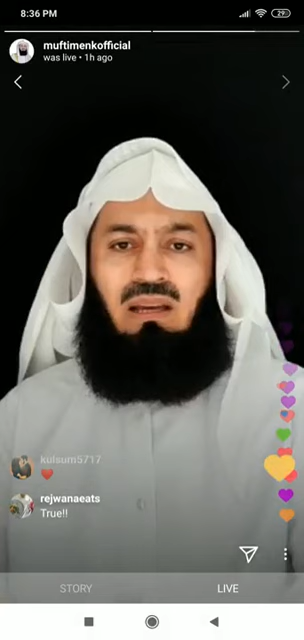 8:36 PM
29
muftimenkofficial
was live • 1h ago
kulsum5717
❤️
rejwanaeats
True!!
STORY
LIVE